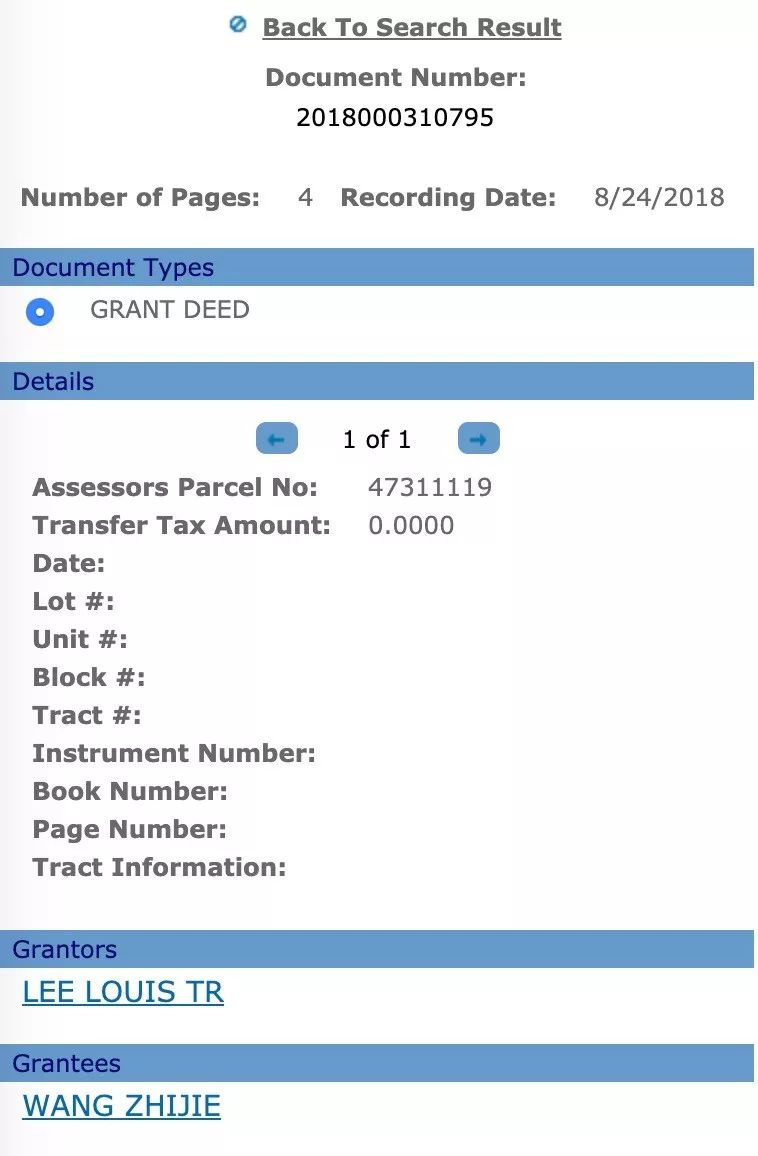 Back To Search Result
Document Number:
2018000310795
Number of Pages: 4 Recording Date: 8/24/2018
Document Types
GRANT DEED
Details
1 of 1
Assessors Parcel No: 47311119
Transfer Tax Amount: 0.0000
Date:
Lot #:
Unit #:
Block #:
Tract #:
Instrument Number:
Book Number:
Page Number:
Tract Information:
Grantors
LEE LOUIS TR
Grantees
WANG ZHIJIE